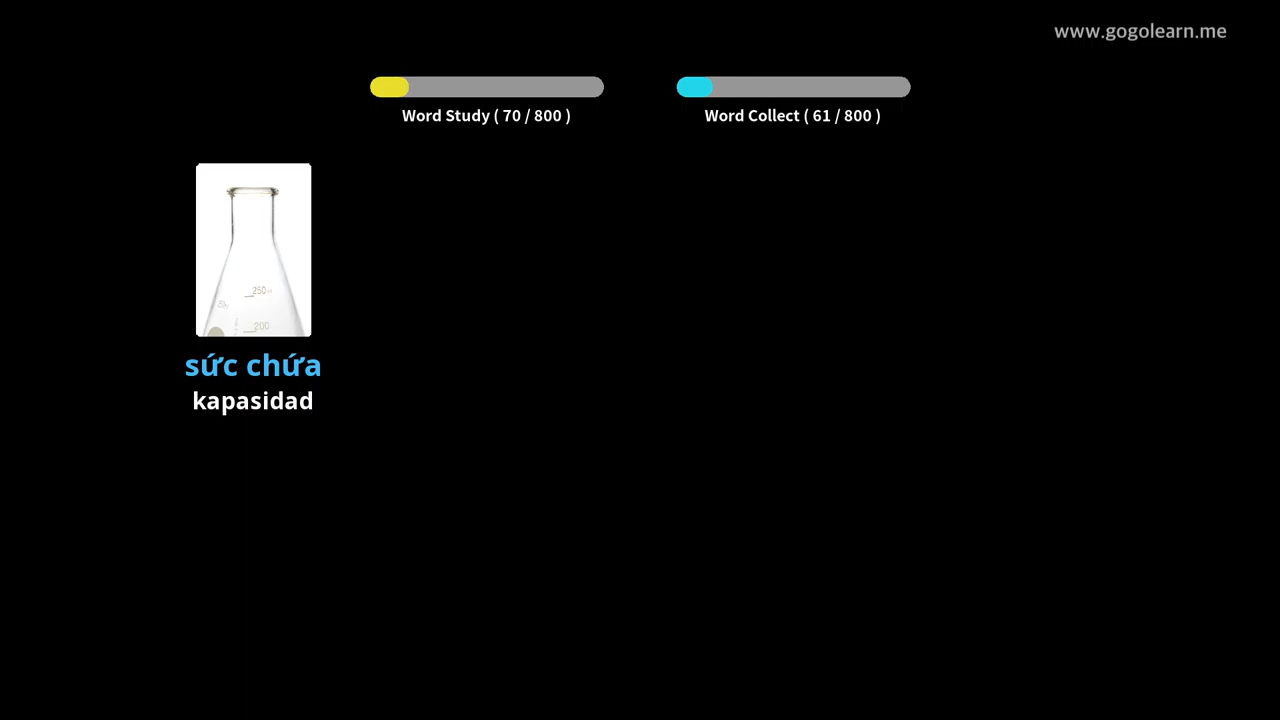 www.gogolearn.me
Word Study ( 70 / 800 )
Word Collect ( 61 / 800 )
250
200
sức chứa
kapasidad